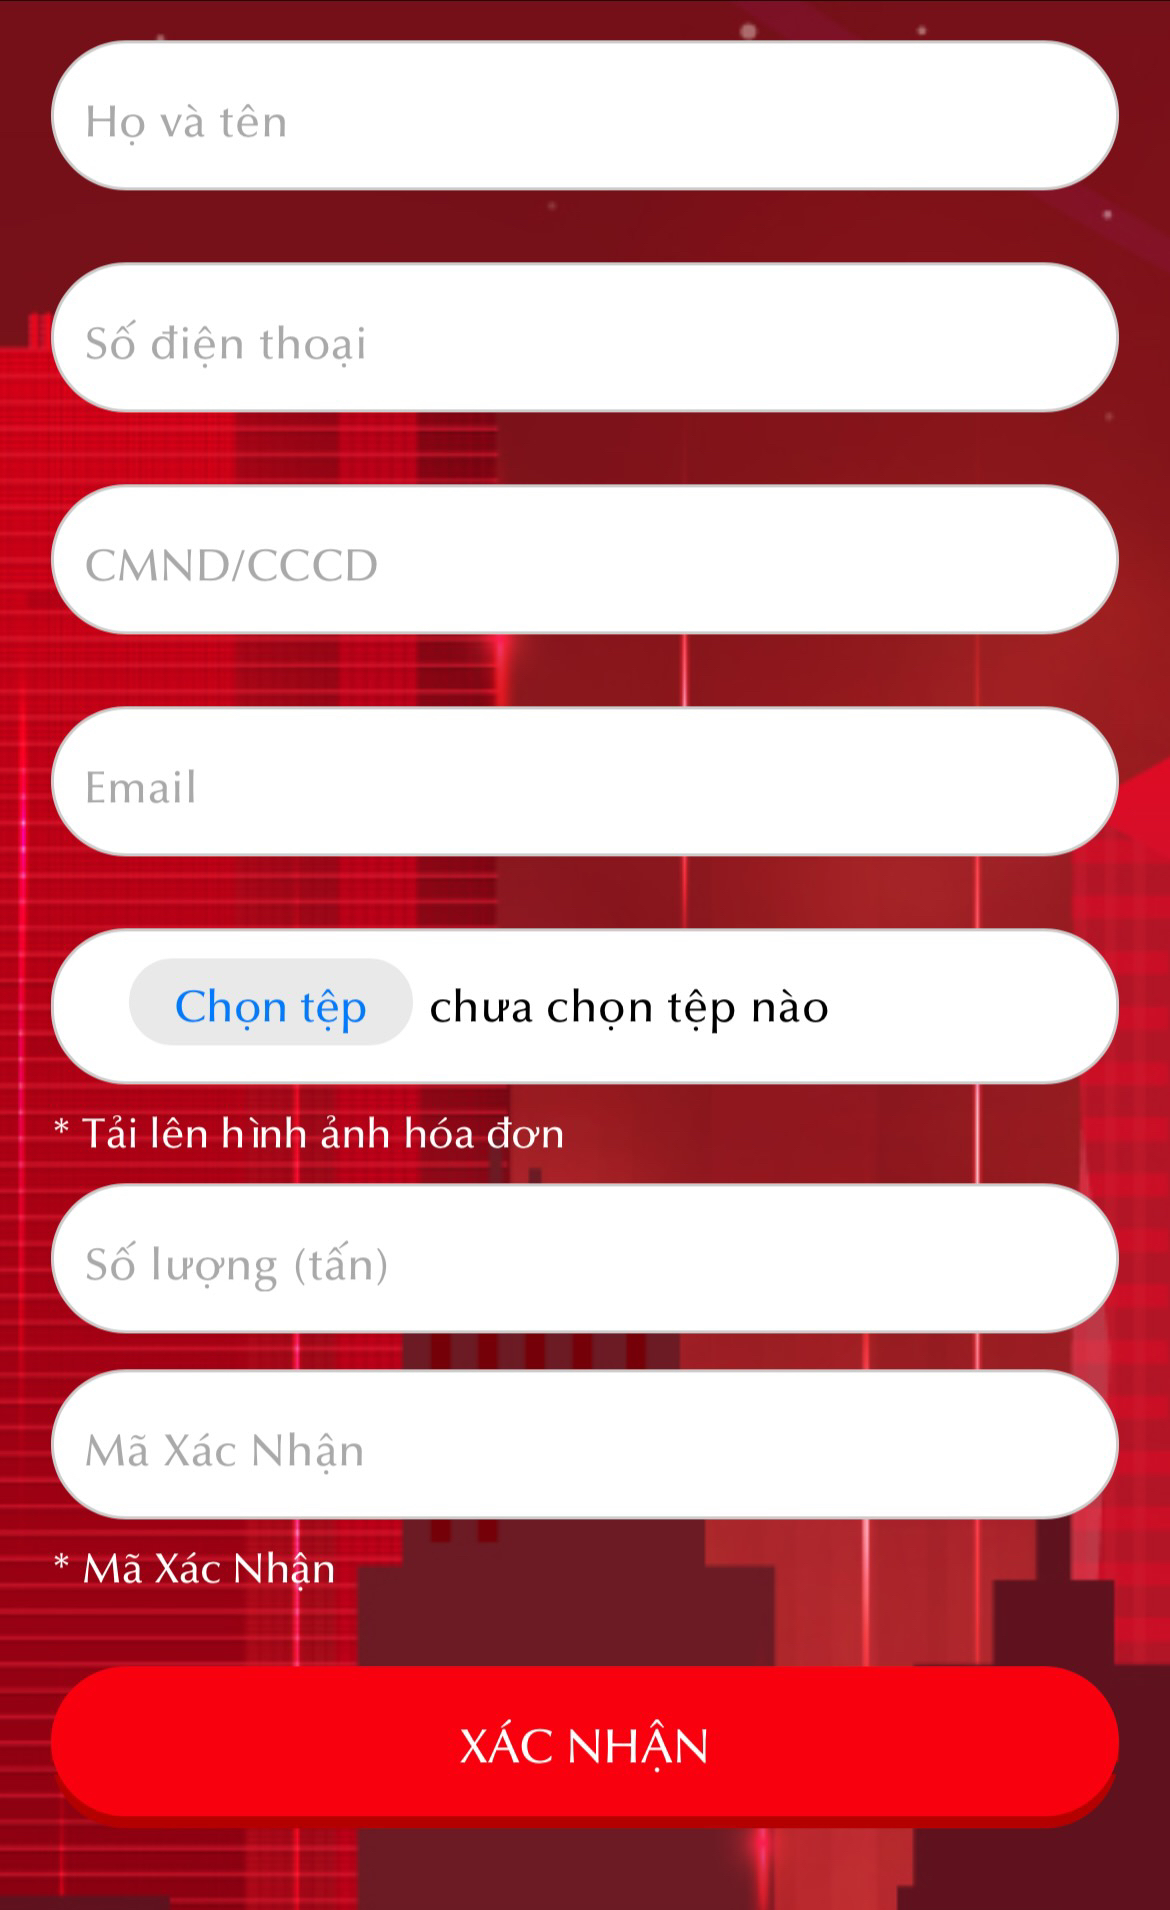 Họ và tên
Số điện thoại
CMND/CCCD
Email
Chọn tệp chưa chọn tệp nào
* Tải lên hình ảnh hóa đơn
Số lượng (tấn)
Mã Xác Nhận
* Mã Xác Nhận
XÁC NHẬN